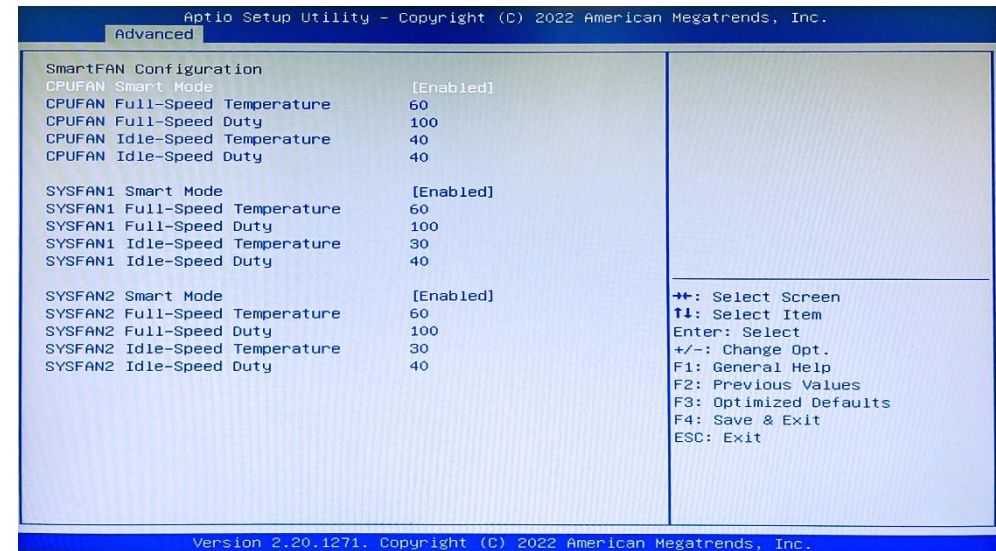 Aptio Setup Utility – Copyright (C) 2022 American Megatrends, Inc.
Advanced
SmartFAN Configuration
CPUFAN Smart Mode [Enabled]
CPUFAN Full-Speed Temperature 60
CPUFAN Full-Speed Duty 100
CPUFAN Idle-Speed Temperature 40
CPUFAN Idle-Speed Duty 40
SYSFAN1 Smart Mode [Enabled]
SYSFAN1 Full-Speed Temperature 60
SYSFAN1 Full-Speed Duty 100
SYSFAN1 Idle-Speed Temperature 30
SYSFAN1 Idle-Speed Duty 40
SYSFAN2 Smart Mode [Enabled]
SYSFAN2 Full-Speed Temperature 60
SYSFAN2 Full-Speed Duty 100
SYSFAN2 Idle-Speed Temperature 30
SYSFAN2 Idle-Speed Duty 40
→←: Select Screen
↑↓: Select Item
Enter: Select
+/-: Change Opt.
F1: General Help
F2: Previous Values
F3: Optimized Defaults
F4: Save & Exit
ESC: Exit
Version 2.20.1271. Copyright (C) 2022 American Megatrends, Inc.